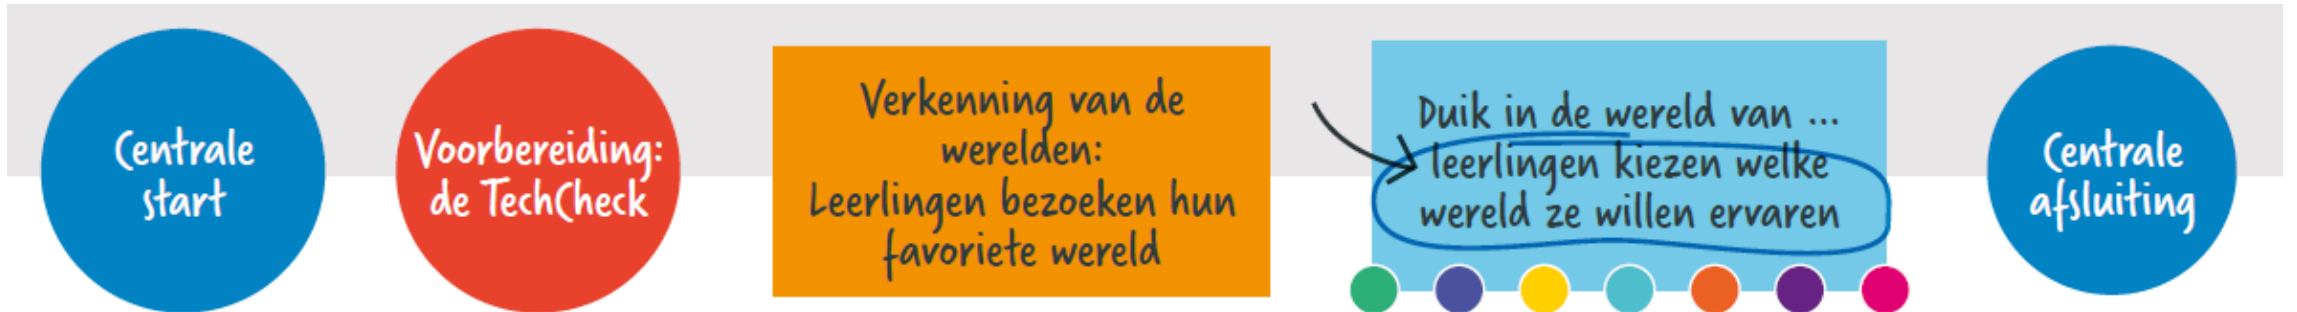 Centrale
start
Voorbereiding:
de TechCheck
Verkenning van de
werelden:
Leerlingen bezoeken hun
favoriete wereld
Duik in de wereld van ...
leerlingen kiezen welke
wereld ze willen ervaren
Centrale
afsluiting